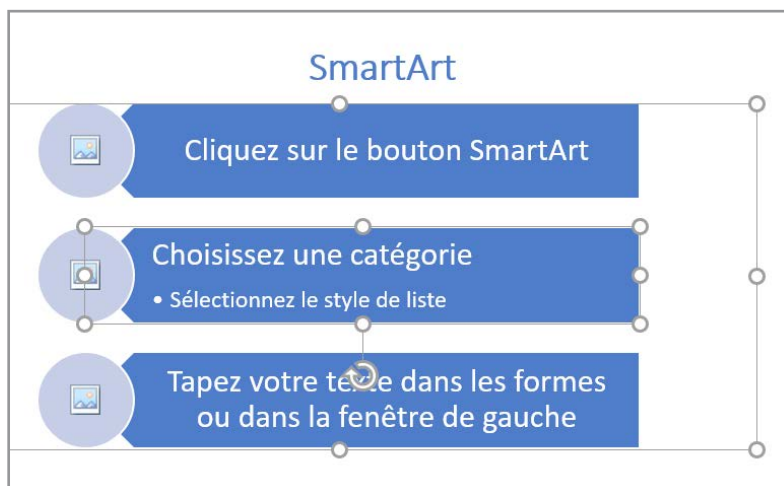 SmartArt
Cliquez sur le bouton SmartArt
Choisissez une catégorie
• Sélectionnez le style de liste
Tapez votre texte dans les formes
ou dans la fenêtre de gauche